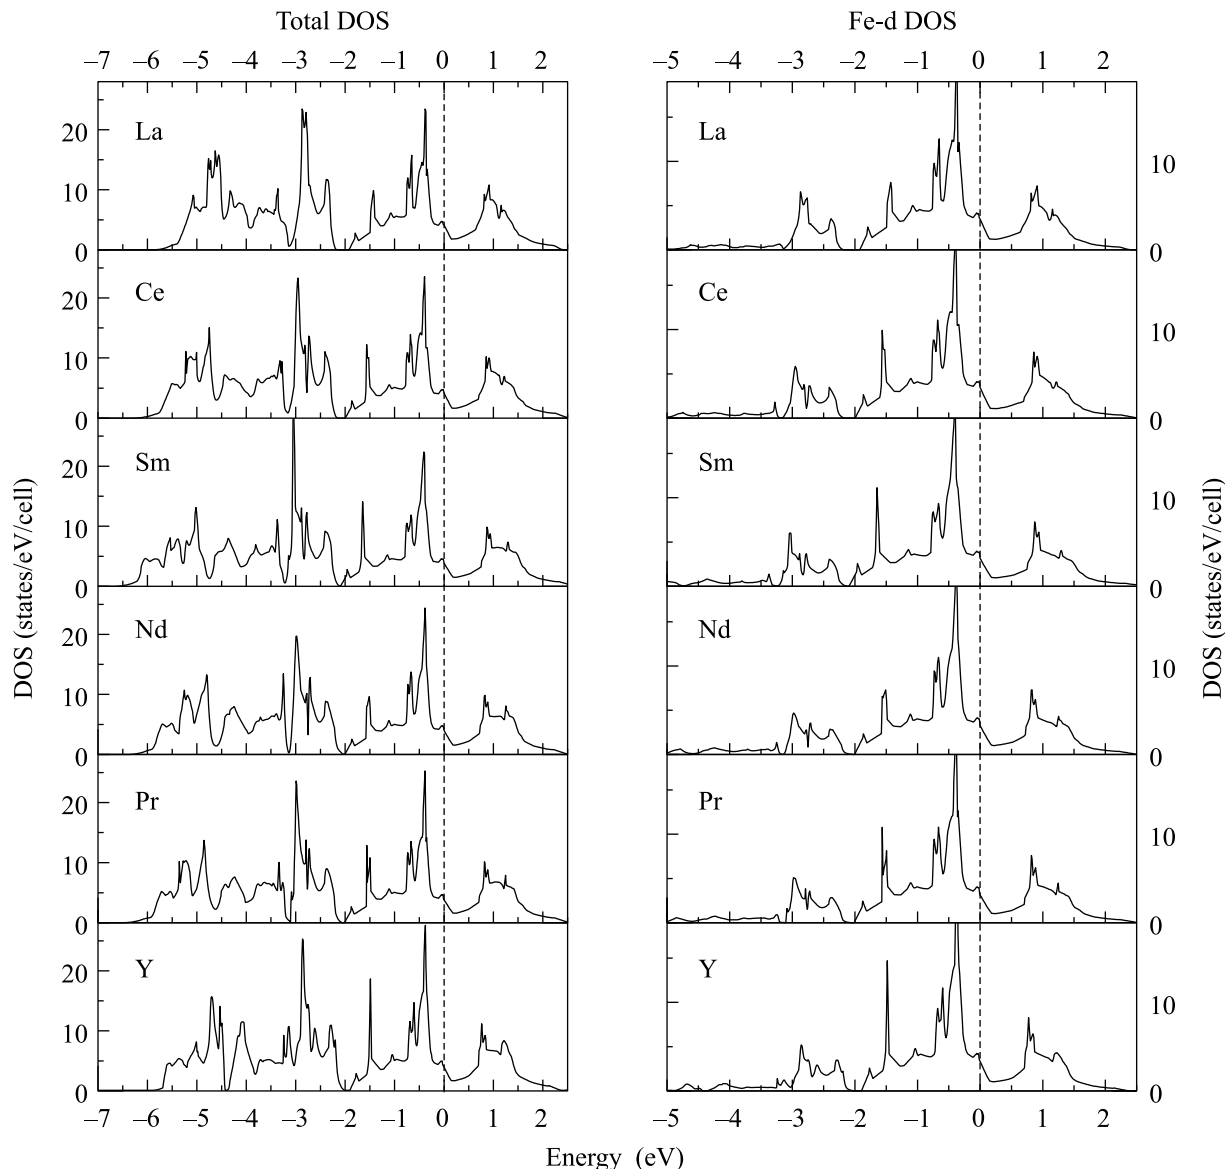 Total DOS
Fe-d DOS
–7 –6 –5 –4 –3 –2 –1 0 1 2
–5 –4 –3 –2 –1 0 1 2
La
20
10
0
La
10
0
Ce
20
10
0
Ce
10
0
Sm
20
10
0
Sm
10
0
Nd
20
10
0
Nd
10
0
Pr
20
10
0
Pr
10
0
Y
20
10
0
Y
10
0
DOS (states/eV/cell)
DOS (states/eV/cell)
–7 –6 –5 –4 –3 –2 –1 0 1 2
–5 –4 –3 –2 –1 0 1 2
Energy (eV)